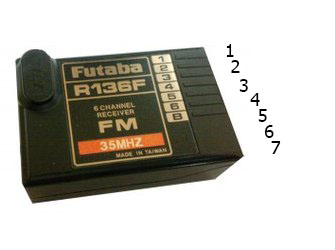 Futaba
R136F
6 CHANNEL
RECEIVER
FM
35MHZ
MADE IN TAIWAN
1
2
3
4
5
6
B
1
2
3
4
5
6
7